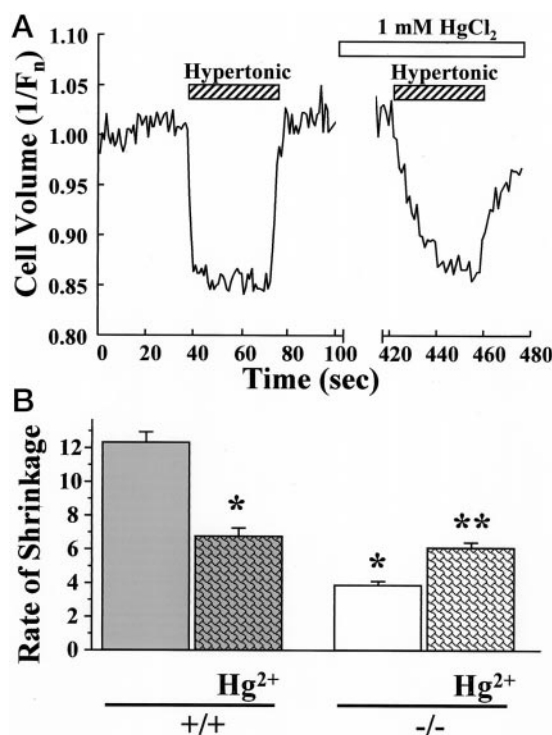 A
1 mM HgCl₂
Hypertonic
Hypertonic
Cell Volume (1/Fₙ)
1.10
1.05
1.00
0.95
0.90
0.85
0.80
0 20 40 60 80 100 420 440 460 480
Time (sec)
B
Rate of Shrinkage
12
10
8
6
4
2
0
*
*
**
Hg²⁺ Hg²⁺
+/+ -/-